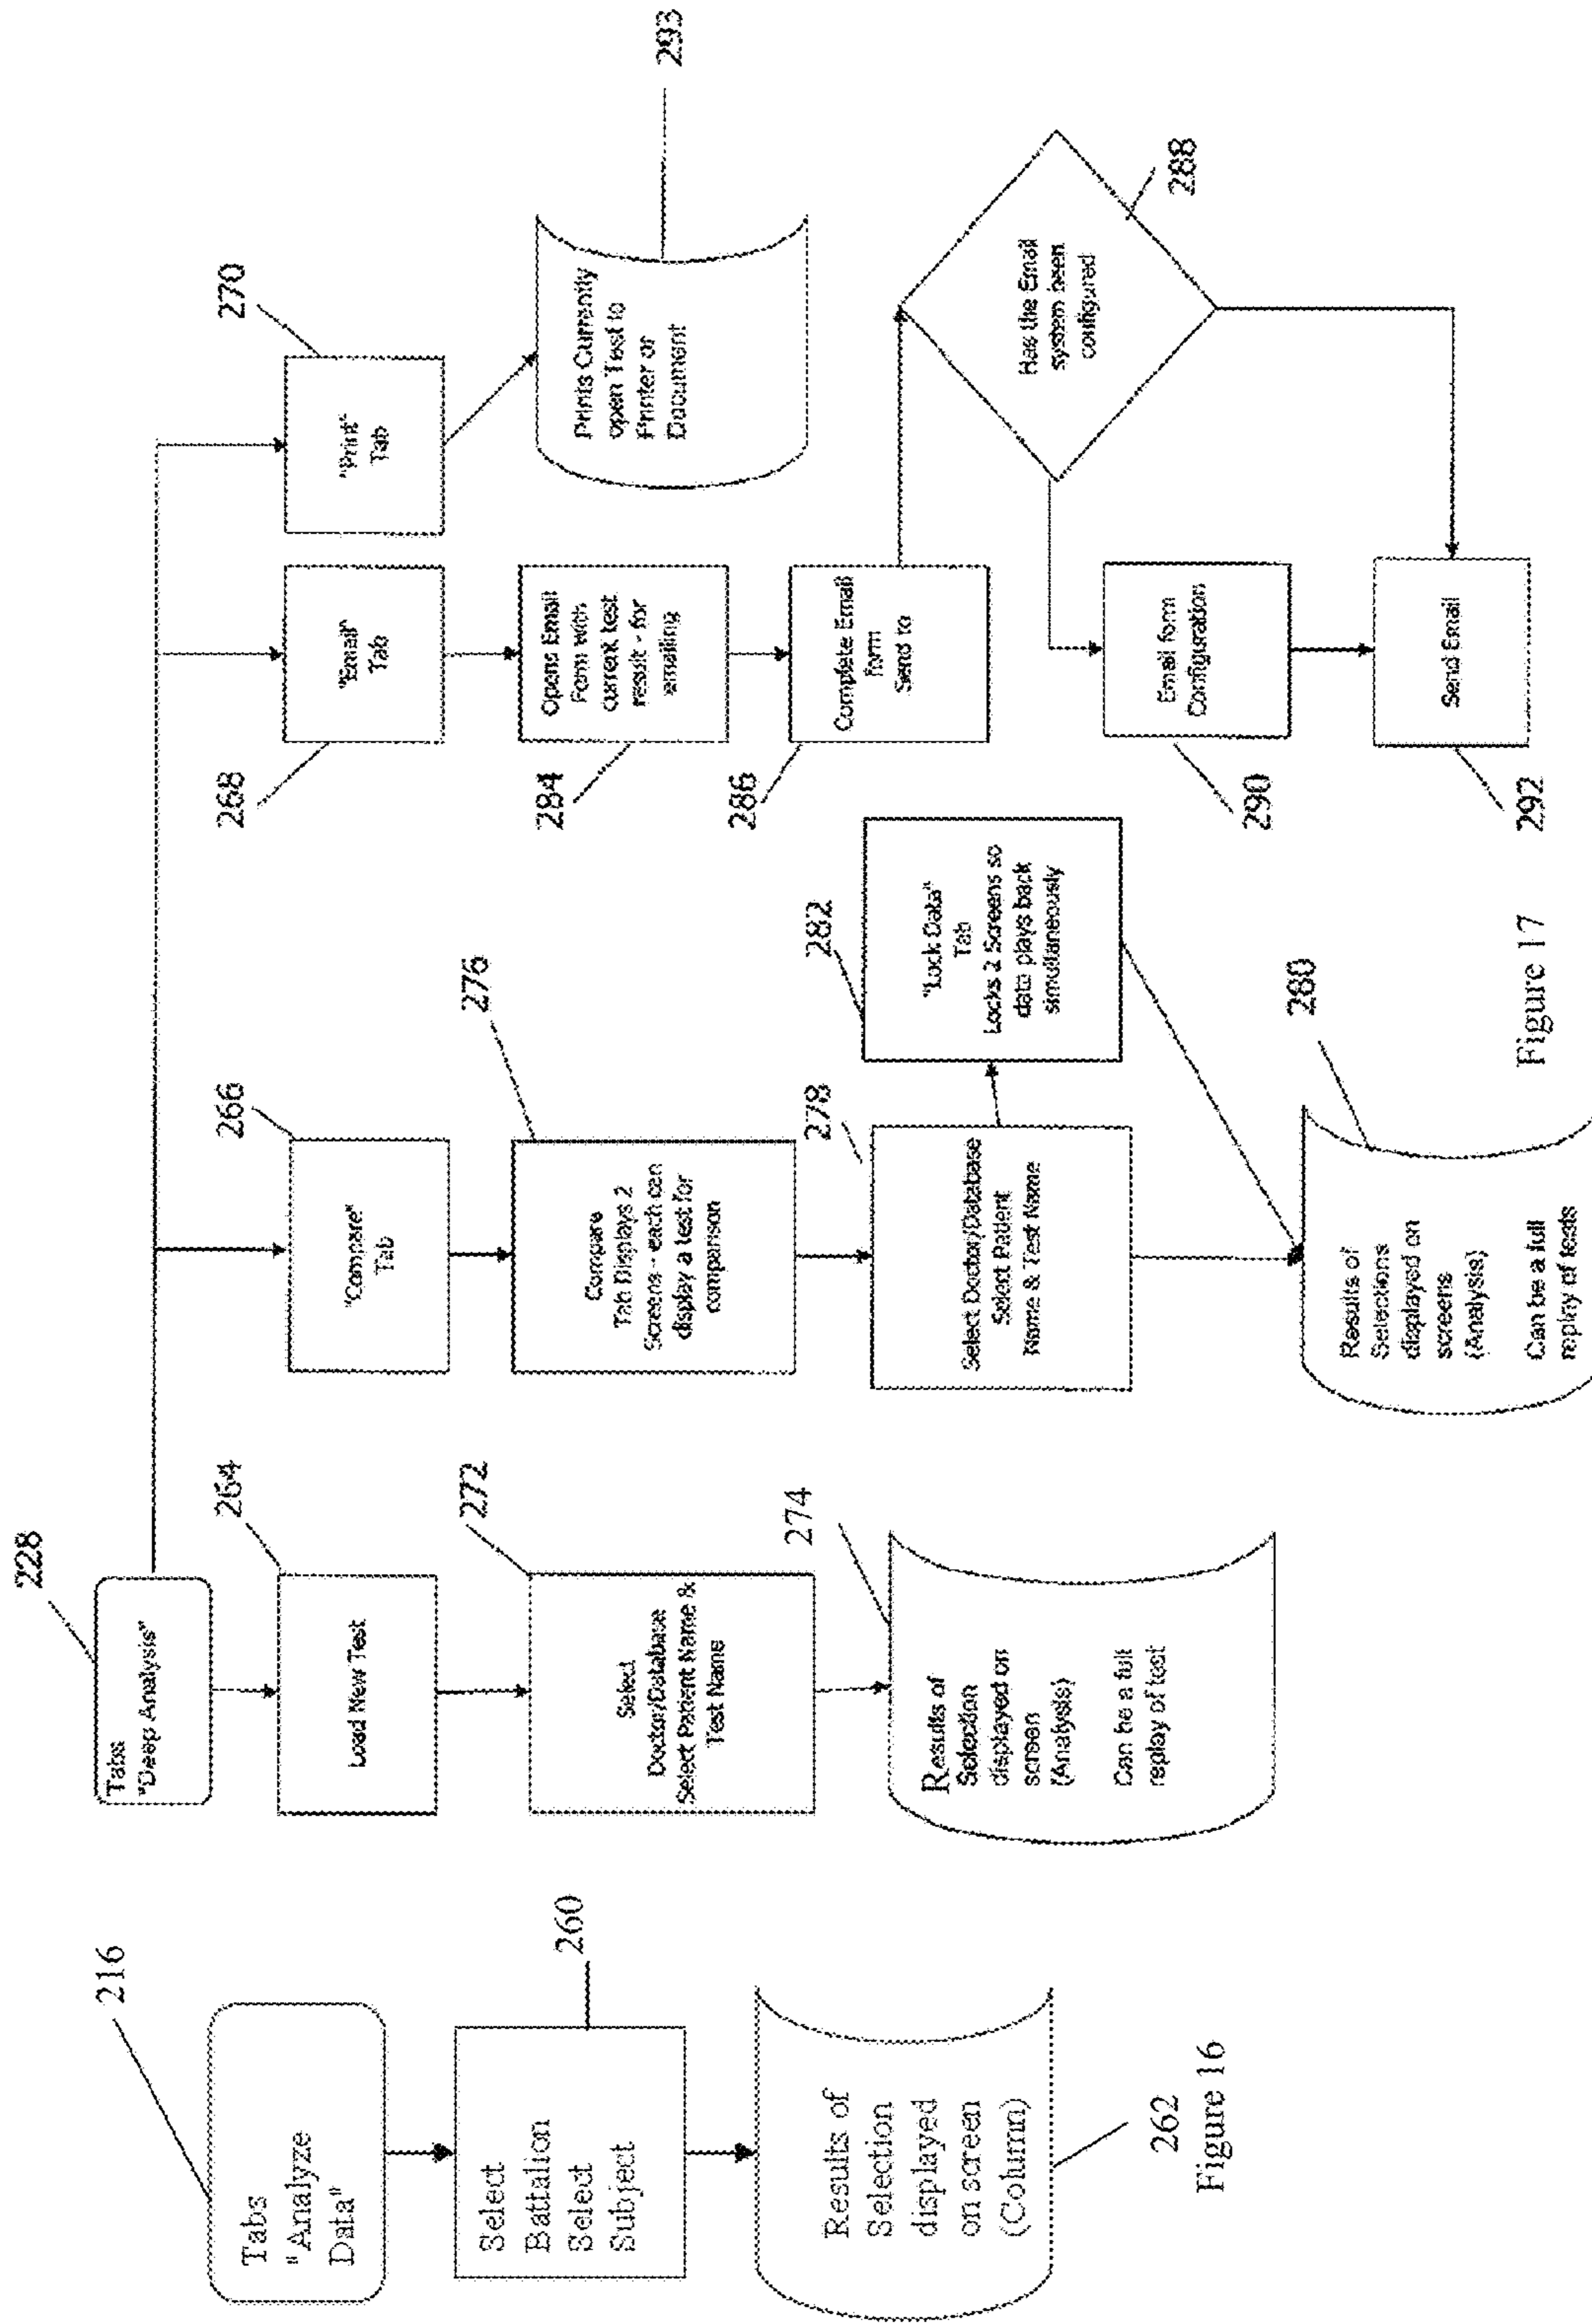 216
Tabs
"Analyze
Data"
Select
Battalion
Select
Subject
260
Results of
Selection
displayed
on screen
(Column)
262
Figure 16
228
Tabs
"Deep Analysis"
264
Load New Test
272
Select
Doctor/Database
Select Patient Name &
Test Name
274
Results of
Selection
displayed on
screen
(Analysis)
Can be a full
replay of test
266
"Compare"
Tab
276
Compare
Tab Displays 2
Screens - each can
display a test for
comparison
278
Select Doctor/Database
Select Patient
Name & Test Name
282
"Lock Data"
Tab
Locks 2 Screens so
data plays back
simultaneously
280
Results of
Selections
displayed on
screens
(Analysis)
Can be a full
replay of tests
268
"Email"
Tab
284
Opens Email
Form with
current test
result - for
emailing
286
Complete Email
form
Send to
288
Has the Email
system been
configured
290
Email form
Configuration
292
Send Email
270
"Print"
Tab
293
Prints Currently
open Test to
Printer or
Document
Figure 17